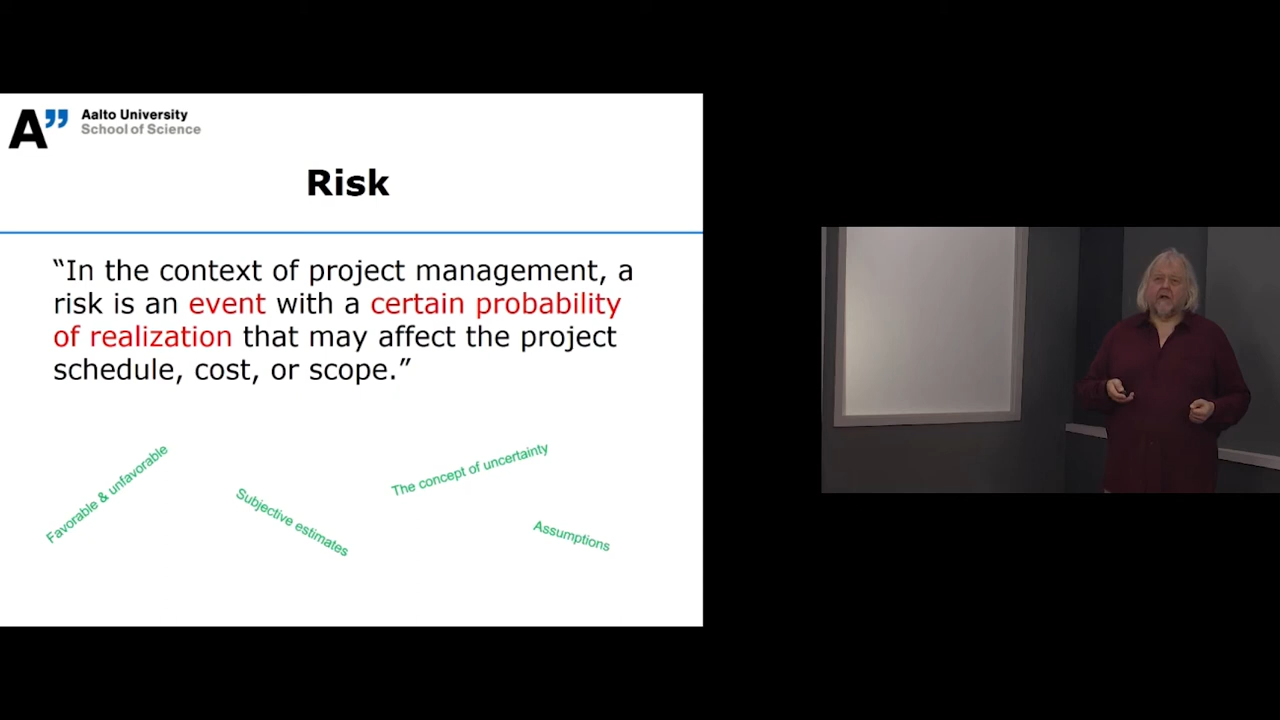 A”
Aalto University
School of Science
Risk
“In the context of project management, a
risk is an event with a certain probability
of realization that may affect the project
schedule, cost, or scope.”
Favorable & unfavorable
Subjective estimates
The concept of uncertainty
Assumptions